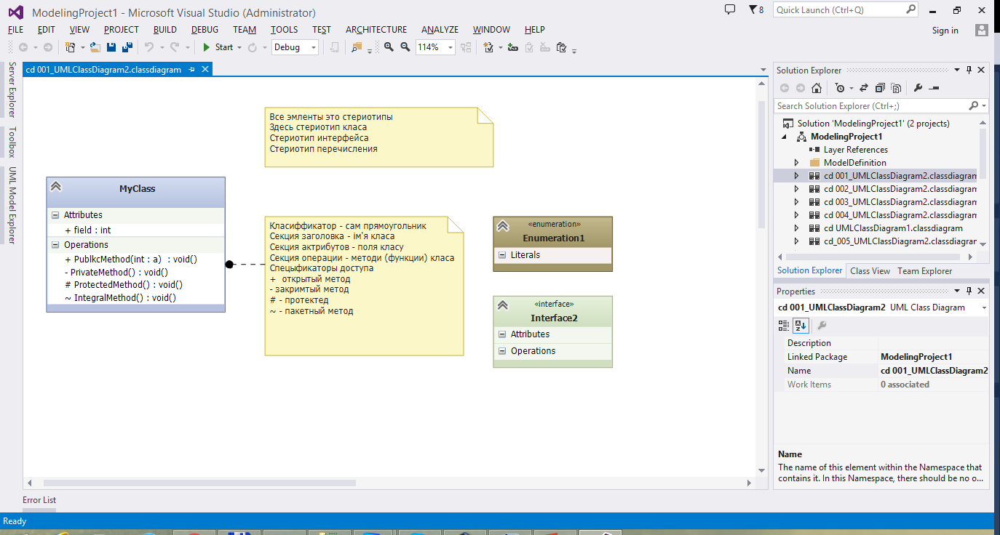 ModelingProject1 - Microsoft Visual Studio (Administrator)
8
Quick Launch (Ctrl+Q)
FILE EDIT VIEW PROJECT BUILD DEBUG TEAM TOOLS TEST ARCHITECTURE ANALYZE WINDOW HELP
Sign in
Start
Debug
114%
Server Explorer
Toolbox
UML Model Explorer
cd 001_UMLClassDiagram2.classdiagram
Все эмленты это стериотипы
Здесь стериотип класа
Стериотип интерфейса
Стериотип перечисления
MyClass
Attributes
+ field : int
Operations
+ PublkcMethod(int : a) : void()
- PrivateMethod() : void()
# ProtectedMethod() : void()
~ IntegralMethod() : void()
Класиффикатор - сам прямоугольник
Секция заголовка - ім'я класа
Секция актрибутов - поля класу
Секция операции - методи (функции) класа
Спецыфикаторы доступа
+ открытый метод
- закримтый метод
# - протектед
~ - пакетный метод
«enumeration»
Enumeration1
Literals
«interface»
Interface2
Attributes
Operations
Solution Explorer
Search Solution Explorer (Ctrl+;)
Solution 'ModelingProject1' (2 projects)
ModelingProject1
Layer References
ModelDefinition
cd 001_UMLClassDiagram2.classdiagram
cd 002_UMLClassDiagram2.classdiagram
cd 003_UMLClassDiagram2.classdiagram
cd 004_UMLClassDiagram2.classdiagram
cd UMLClassDiagram1.classdiagram
cd_005_UMLClassDiagram2.classdiagram
Solution Explorer Class View Team Explorer
Properties
cd 001_UMLClassDiagram2 UML Class Diagram
Description
Linked Package ModelingProject1
Name cd 001_UMLClassDiagram2
Work Items 0 associated
Name
The name of this element within the Namespace that
contains it. In this Namespace, there should be no o...
Error List
Ready